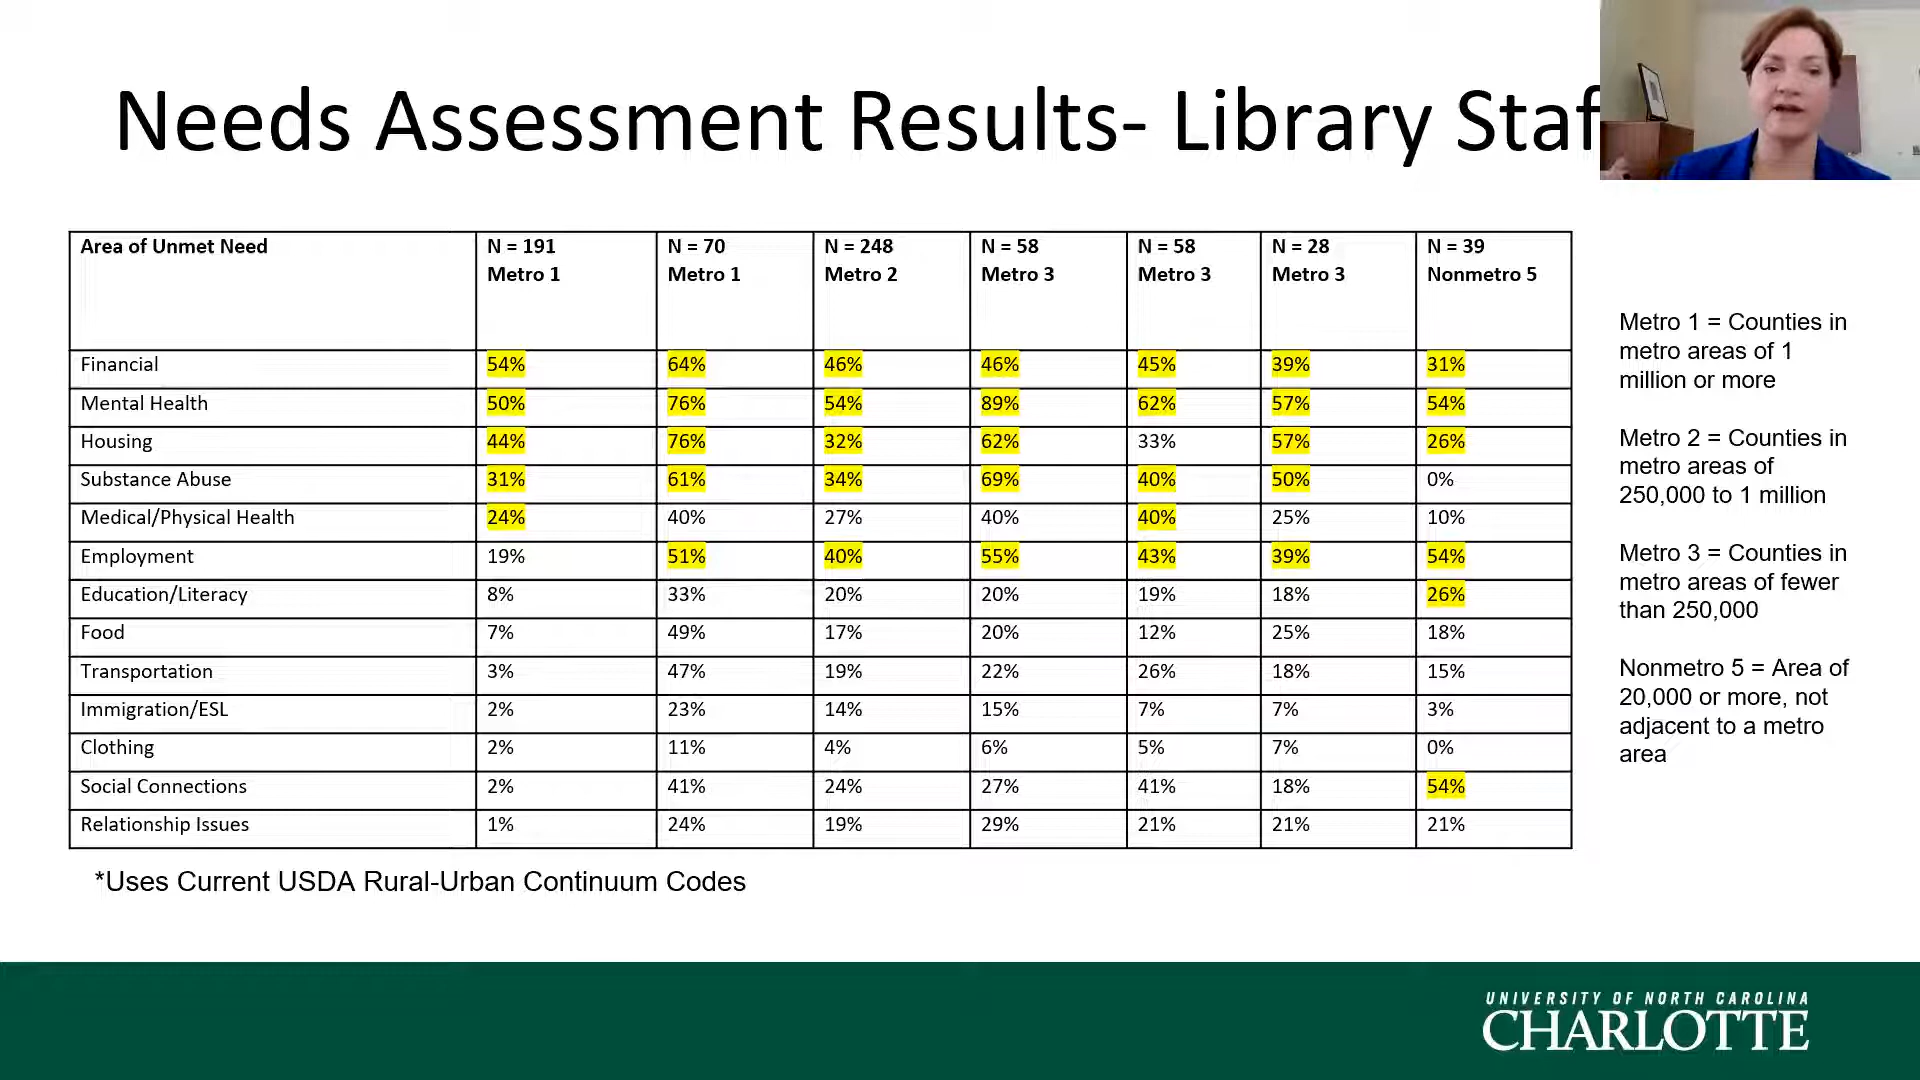 Needs Assessment Results- Library Staf
Area of Unmet Need N = 191 N = 70 N = 248 N = 58 N = 58 N = 28 N = 39
Metro 1 Metro 1 Metro 2 Metro 3 Metro 3 Metro 3 Nonmetro 5
Financial 54% 64% 46% 46% 45% 39% 31%
Mental Health 50% 76% 54% 89% 62% 57% 54%
Housing 44% 76% 32% 62% 33% 57% 26%
Substance Abuse 31% 61% 34% 69% 40% 50% 0%
Medical/Physical Health 24% 40% 27% 40% 40% 25% 10%
Employment 19% 51% 40% 55% 43% 39% 54%
Education/Literacy 8% 33% 20% 20% 19% 18% 26%
Food 7% 49% 17% 20% 12% 25% 18%
Transportation 3% 47% 19% 22% 26% 18% 15%
Immigration/ESL 2% 23% 14% 15% 7% 7% 3%
Clothing 2% 11% 4% 6% 5% 7% 0%
Social Connections 2% 41% 24% 27% 41% 18% 54%
Relationship Issues 1% 24% 19% 29% 21% 21% 21%
Metro 1 = Counties in
metro areas of 1
million or more
Metro 2 = Counties in
metro areas of
250,000 to 1 million
Metro 3 = Counties in
metro areas of fewer
than 250,000
Nonmetro 5 = Area of
20,000 or more, not
adjacent to a metro
area
*Uses Current USDA Rural-Urban Continuum Codes
UNIVERSITY OF NORTH CAROLINA
CHARLOTTE